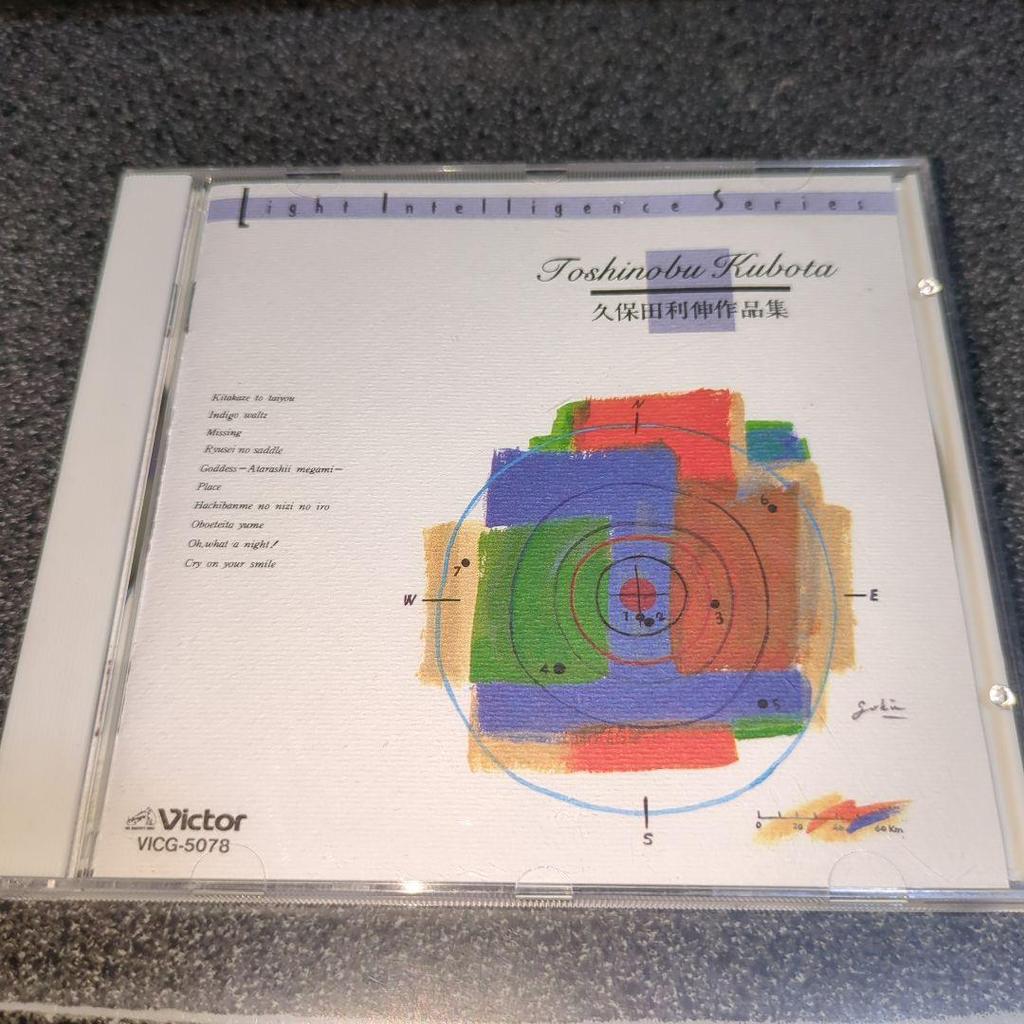 Light Intelligence Series
Toshinobu Kubota
久保田利伸作品集
Kitakaze to taiyou
Indigo waltz
Missing
Ryusei no saddle
Goddess-Atarashii megami-
Place
Hachibanme no nizi no iro
Oboeteita yume
Oh, what a night!
Cry on your smile
N
6
7
W
E
1
2
3
4
5
S
0 20 40 60Km
Victor
VICG-5078